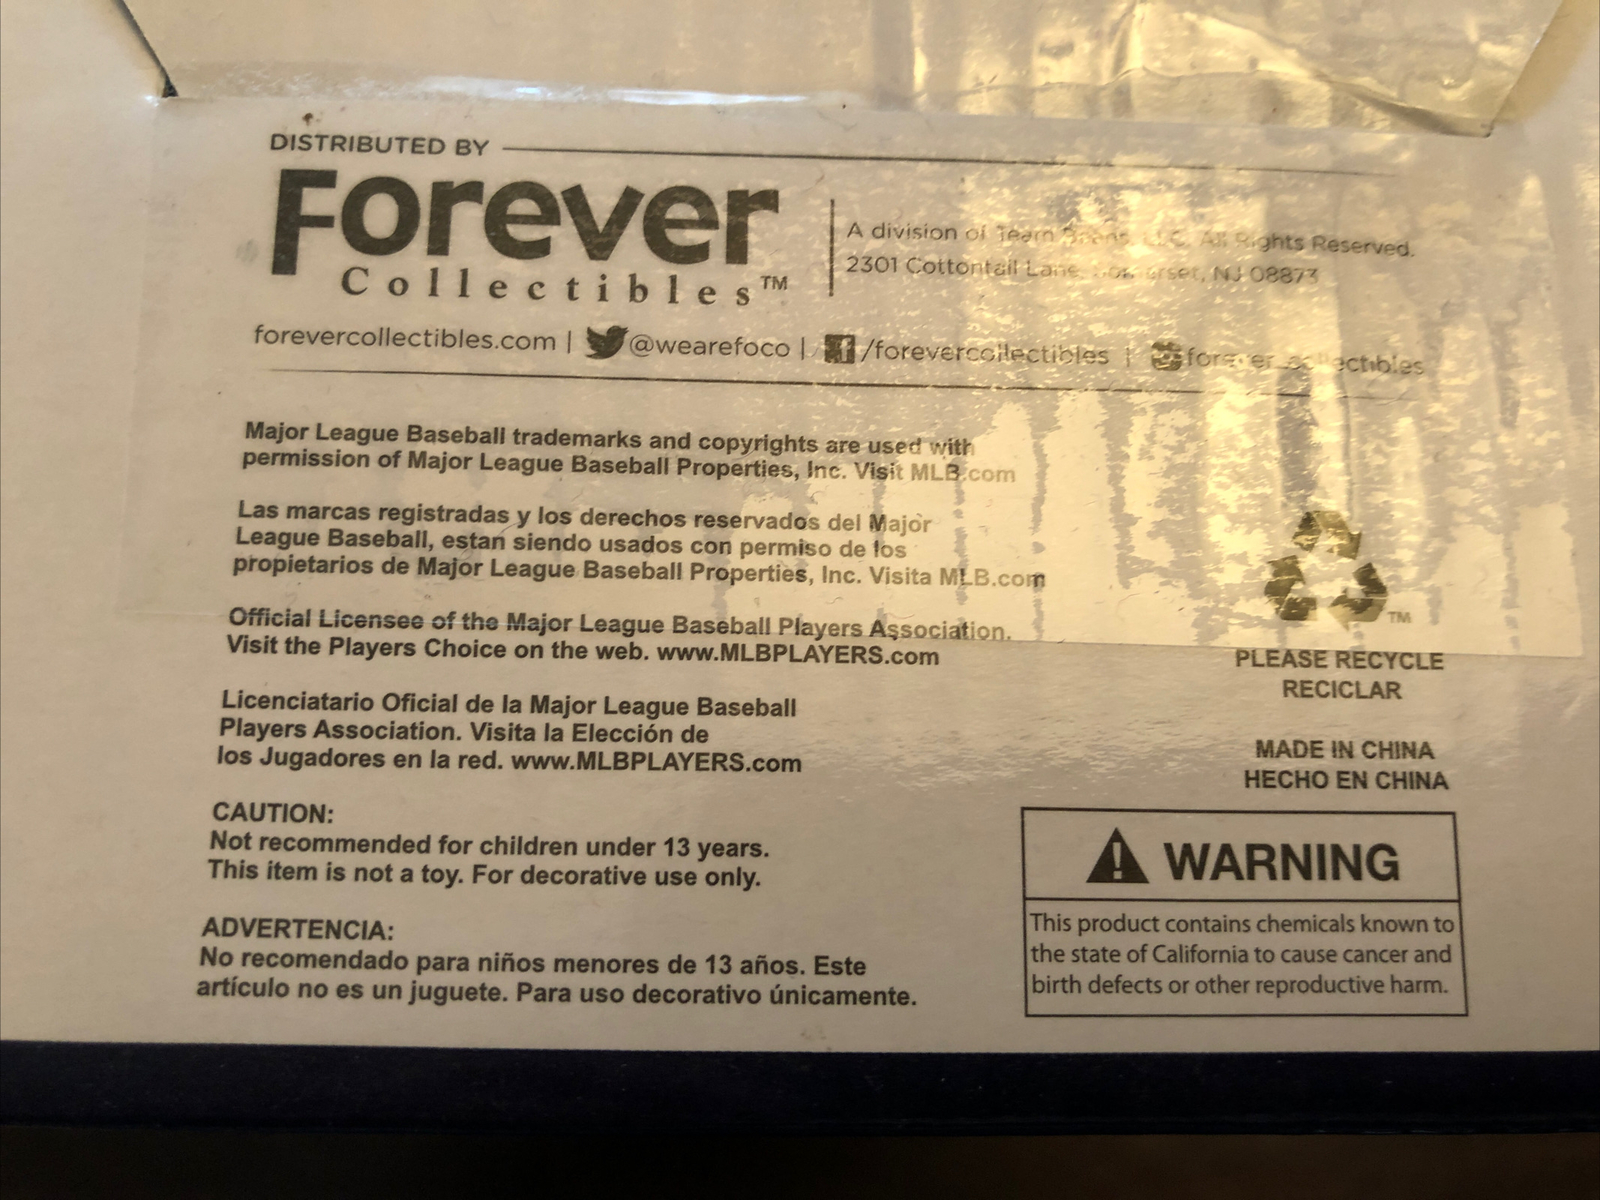 DISTRIBUTED BY
Forever
Collectibles™
A division of Team Beans, LLC. All Rights Reserved.
2301 Cottontail Lane, Somerset, NJ 08873
forevercollectibles.com | @wearefoco | /forevercollectibles | forever_collectibles
Major League Baseball trademarks and copyrights are used with
permission of Major League Baseball Properties, Inc. Visit MLB.com
Las marcas registradas y los derechos reservados del Major
League Baseball, estan siendo usados con permiso de los
propietarios de Major League Baseball Properties, Inc. Visita MLB.com
Official Licensee of the Major League Baseball Players Association.
Visit the Players Choice on the web. www.MLBPLAYERS.com
Licenciatario Oficial de la Major League Baseball
Players Association. Visita la Elección de
los Jugadores en la red. www.MLBPLAYERS.com
CAUTION:
Not recommended for children under 13 years.
This item is not a toy. For decorative use only.
ADVERTENCIA:
No recomendado para niños menores de 13 años. Este
artículo no es un juguete. Para uso decorativo únicamente.
TM
PLEASE RECYCLE
RECICLAR
MADE IN CHINA
HECHO EN CHINA
WARNING
This product contains chemicals known to
the state of California to cause cancer and
birth defects or other reproductive harm.